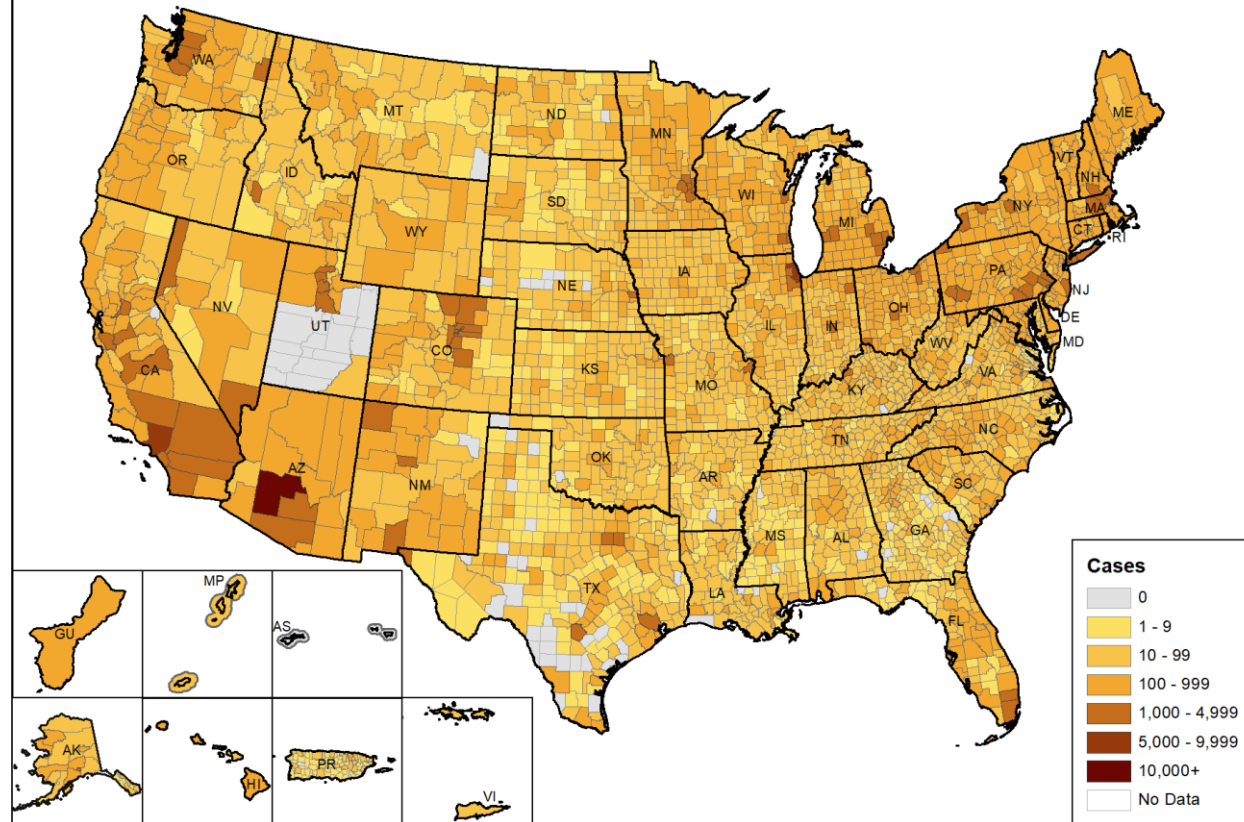 WA
MT
ND
MN
ME
OR
ID
SD
WI
VT
NH
NY
MA
WY
MI
CT
RI
IA
PA
NE
NJ
NV
UT
IL
IN
OH
DE
MD
CO
WV
CA
KS
MO
VA
KY
TN
NC
AZ
NM
OK
AR
SC
MS
AL
GA
TX
LA
FL
GU
MP
AS
AK
HI
PR
VI
Cases
0
1 - 9
10 - 99
100 - 999
1,000 - 4,999
5,000 - 9,999
10,000+
No Data